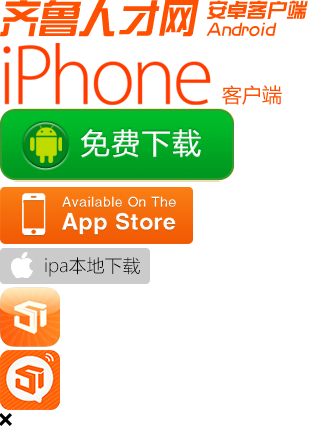 齐鲁人才网 安卓客户端
Android
iPhone 客户端
免费下载
Available On The
App Store
ipa本地下载